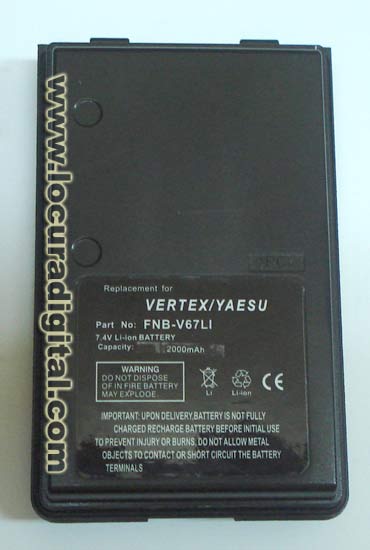 www.locuradigital.com
Replacement for
VERTEX/YAESU
Part No: FNB-V67LI
7.4V Li-ion BATTERY
Capacity: 2000mAh
WARNING
DO NOT DISPOSE
OF IN FIRE BATTERY
MAY EXPLODE
Li
Li-ion
IMPORTANT: UPON DELIVERY,BATTERY IS NOT FULLY
CHARGED RECHARGE BATTERY BEFORE INITIAL USE
TO PREVENT INJURY OR BURNS. DO NOT ALLOW METAL
OBJECTS TO CONTACT OR SHORT CIRCUIT THE BATTERY
TERMINALS